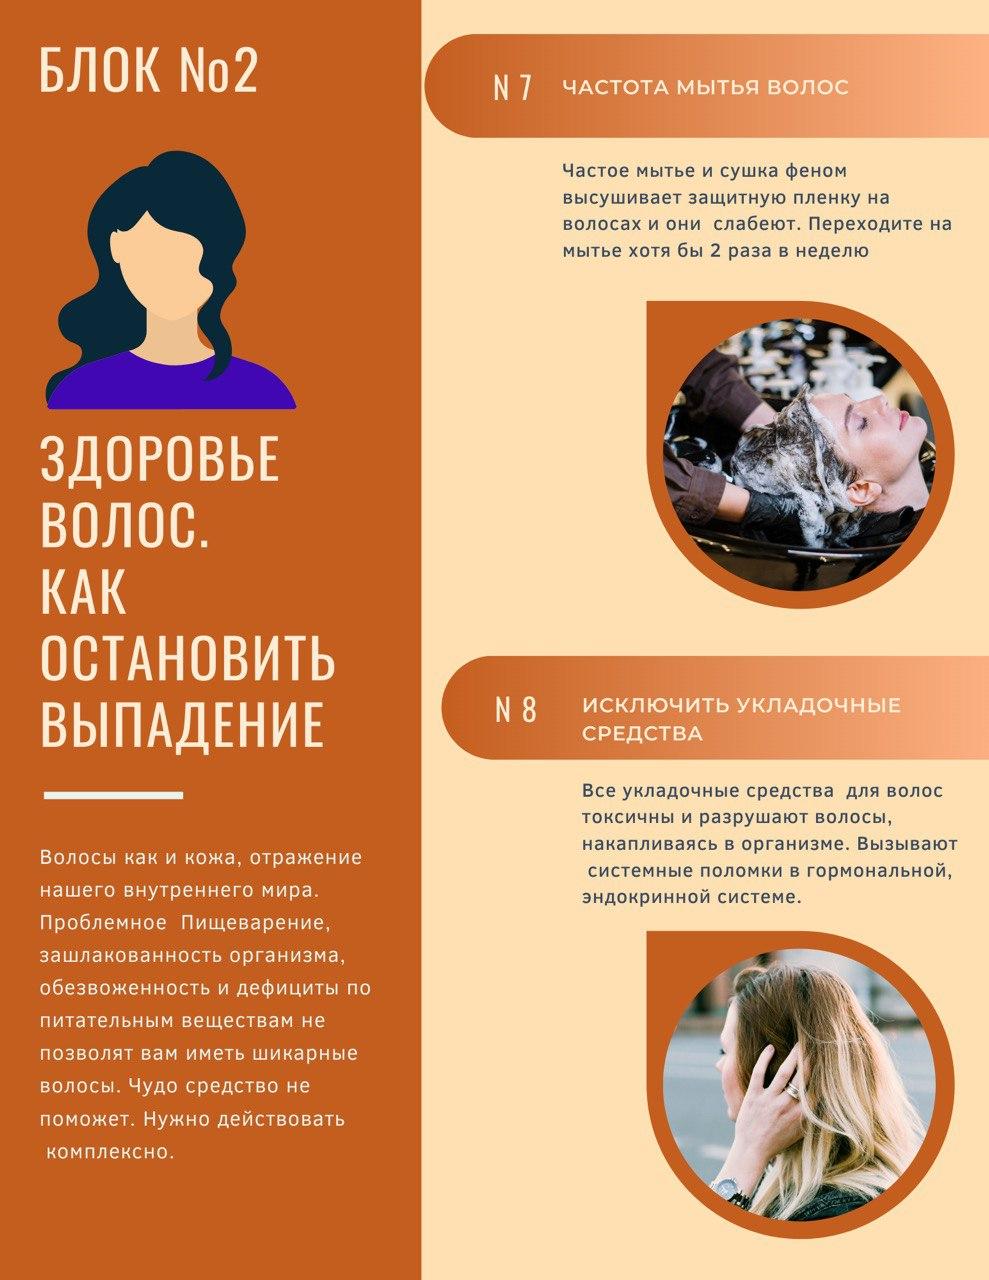 БЛОК №2
ЗДОРОВЬЕ
ВОЛОС.
КАК
ОСТАНОВИТЬ
ВЫПАДЕНИЕ
Волосы как и кожа, отражение
нашего внутреннего мира.
Проблемное  Пищеварение,
зашлакованность организма,
обезвоженность и дефициты по
питательным веществам не
позволят вам иметь шикарные
волосы. Чудо средство не
поможет. Нужно действовать
комплексно.
N 7 ЧАСТОТА МЫТЬЯ ВОЛОС
Частое мытье и сушка феном
высушивает защитную пленку на
волосах и они  слабеют. Переходите на
мытье хотя бы 2 раза в неделю
N 8 ИСКЛЮЧИТЬ УКЛАДОЧНЫЕ
СРЕДСТВА
Все укладочные средства  для волос
токсичны и разрушают волосы,
накапливаясь в организме. Вызывают
системные поломки в гормональной,
эндокринной системе.